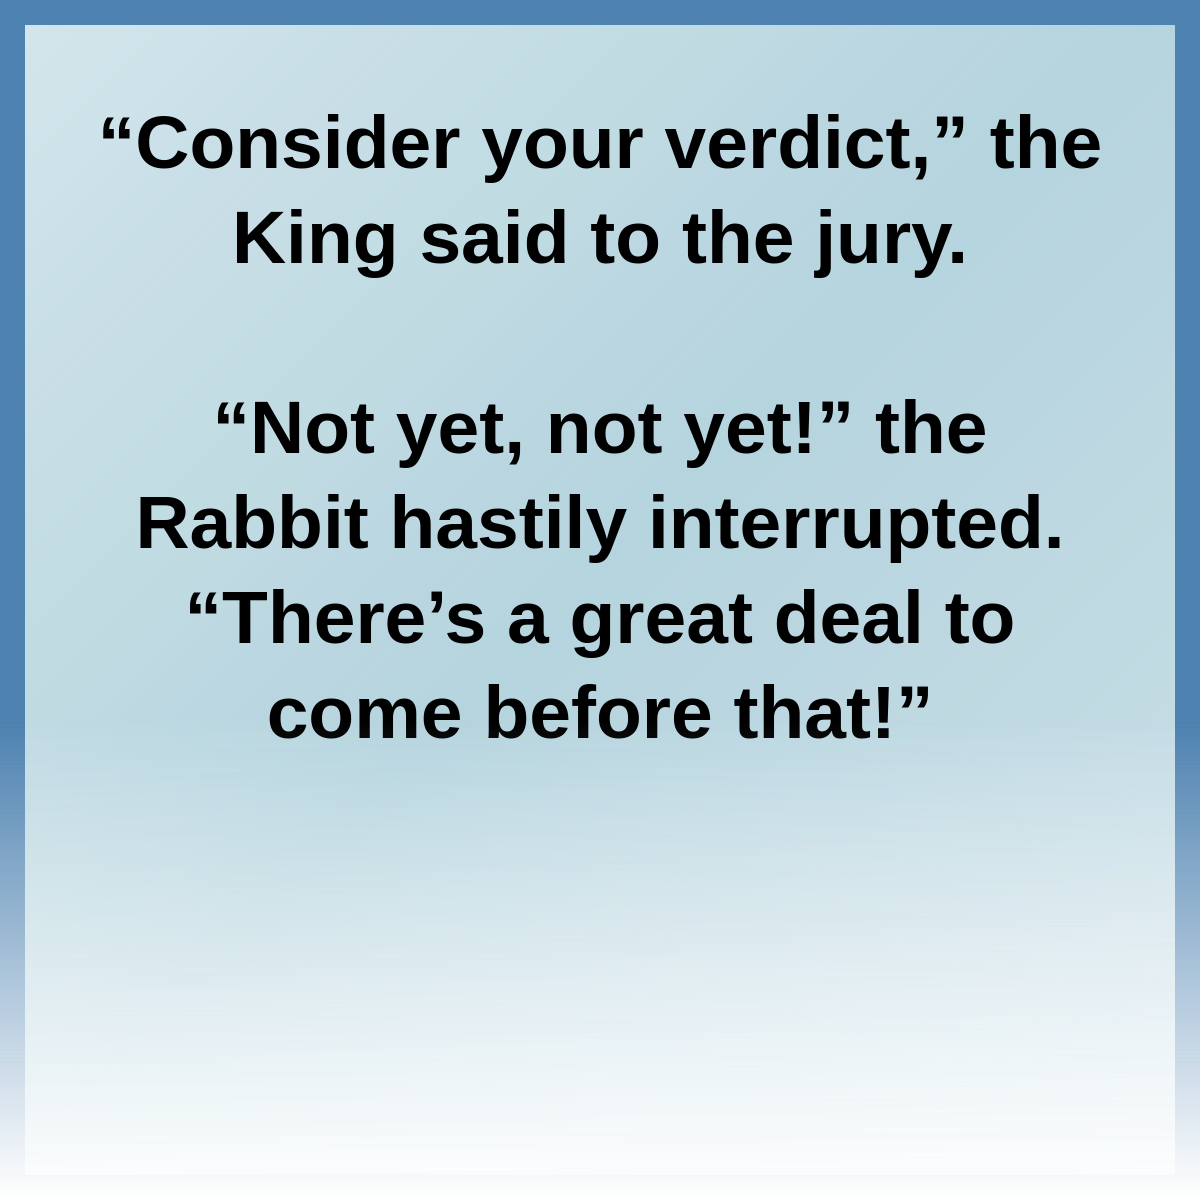 “Consider your verdict,” the
King said to the jury.
“Not yet, not yet!” the
Rabbit hastily interrupted.
“There’s a great deal to
come before that!”